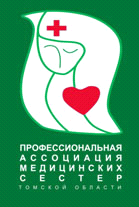 ПРОФЕССИОНАЛЬНАЯ
АССОЦИАЦИЯ
МЕДИЦИНСКИХ
СЕСТЕР
ТОМСКОЙ ОБЛАСТИ